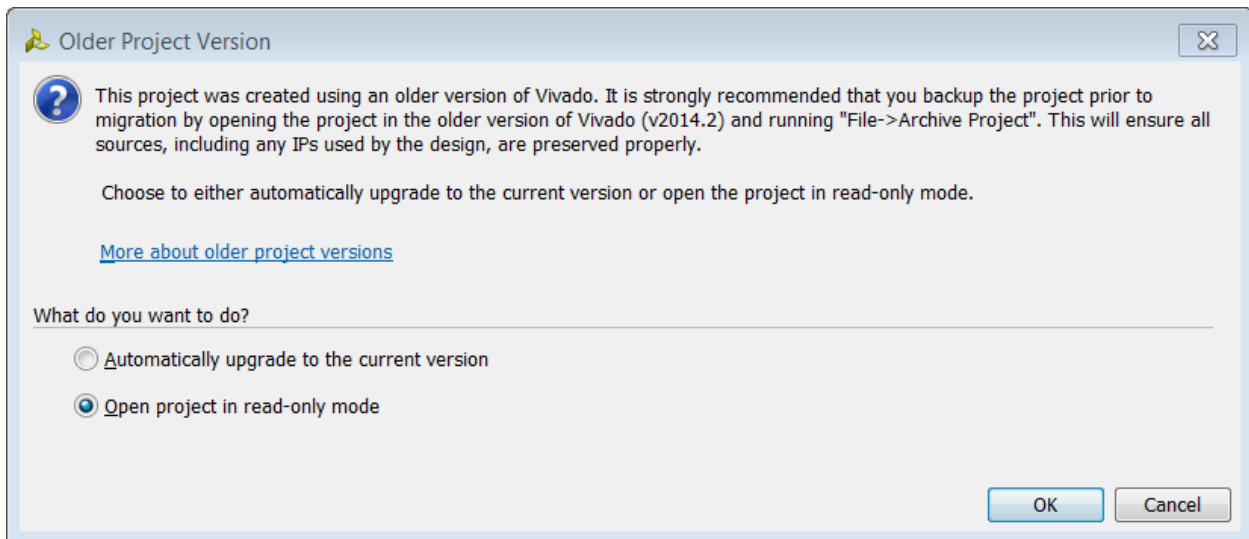 Older Project Version
This project was created using an older version of Vivado. It is strongly recommended that you backup the project prior to
migration by opening the project in the older version of Vivado (v2014.2) and running "File->Archive Project". This will ensure all
sources, including any IPs used by the design, are preserved properly.
Choose to either automatically upgrade to the current version or open the project in read-only mode.
More about older project versions
What do you want to do?
Automatically upgrade to the current version
Open project in read-only mode
OK
Cancel